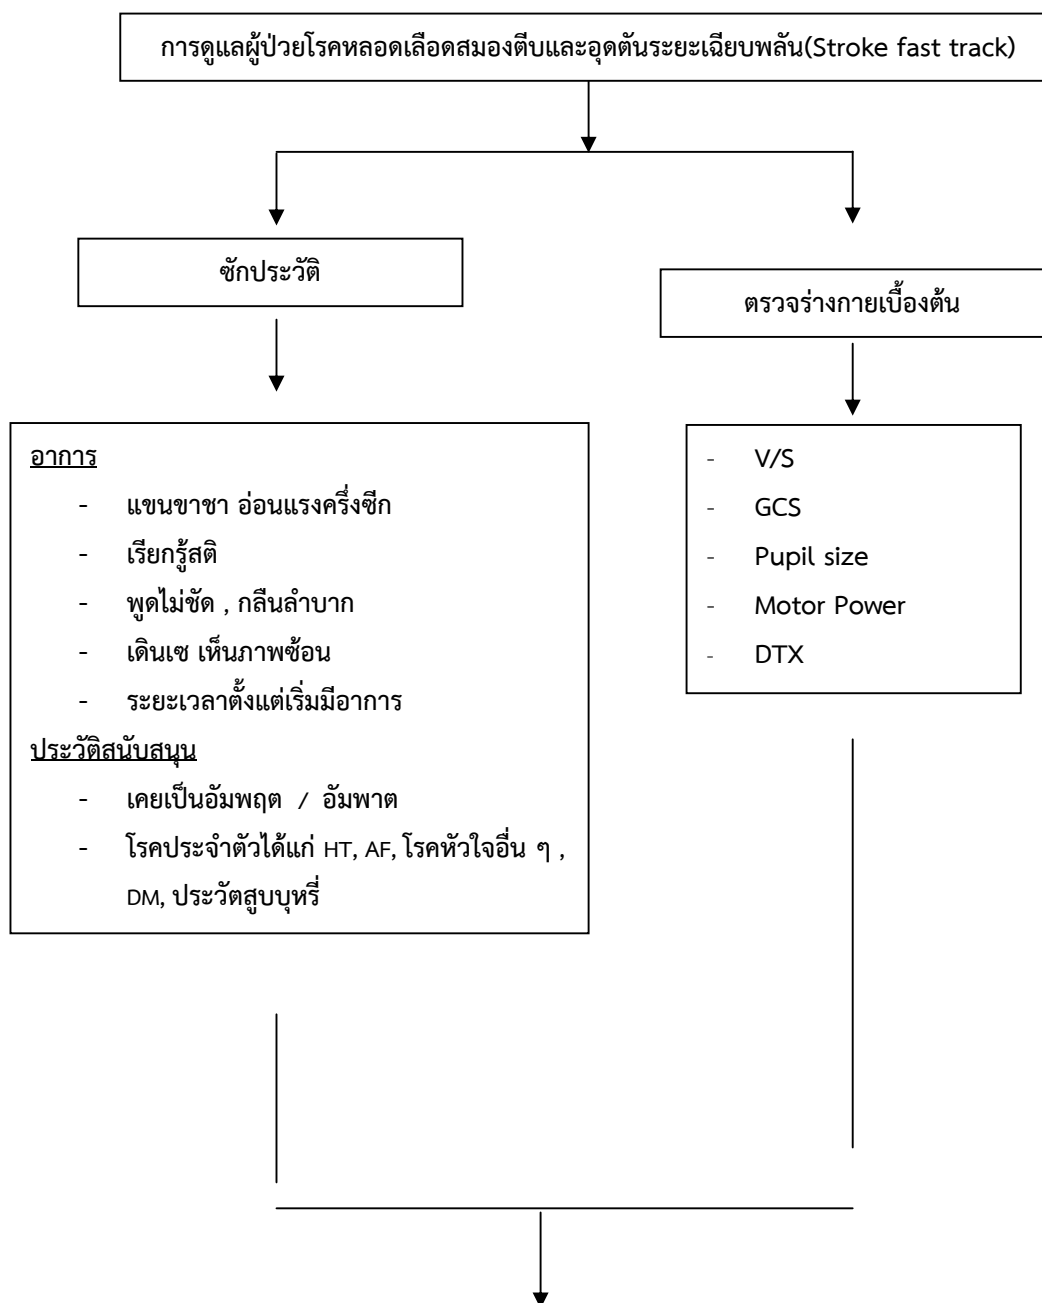 การดูแลผู้ป่วยโรคหลอดเลือดสมองตีบและอุดตันระยะเฉียบพลัน(Stroke fast track)
ซักประวัติ
ตรวจร่างกายเบื้องต้น
อาการ
- แขนขาชา อ่อนแรงครึ่งซีก
- เรียกรู้สติ
- พูดไม่ชัด , กลืนลำบาก
- เดินเซ เห็นภาพซ้อน
- ระยะเวลาตั้งแต่เริ่มมีอาการ
ประวัติสนับสนุน
- เคยเป็นอัมพฤต / อัมพาต
- โรคประจำตัวได้แก่ HT, AF, โรคหัวใจอื่น ๆ ,
DM, ประวัตสูบบุหรี่
- V/S
- GCS
- Pupil size
- Motor Power
- DTX